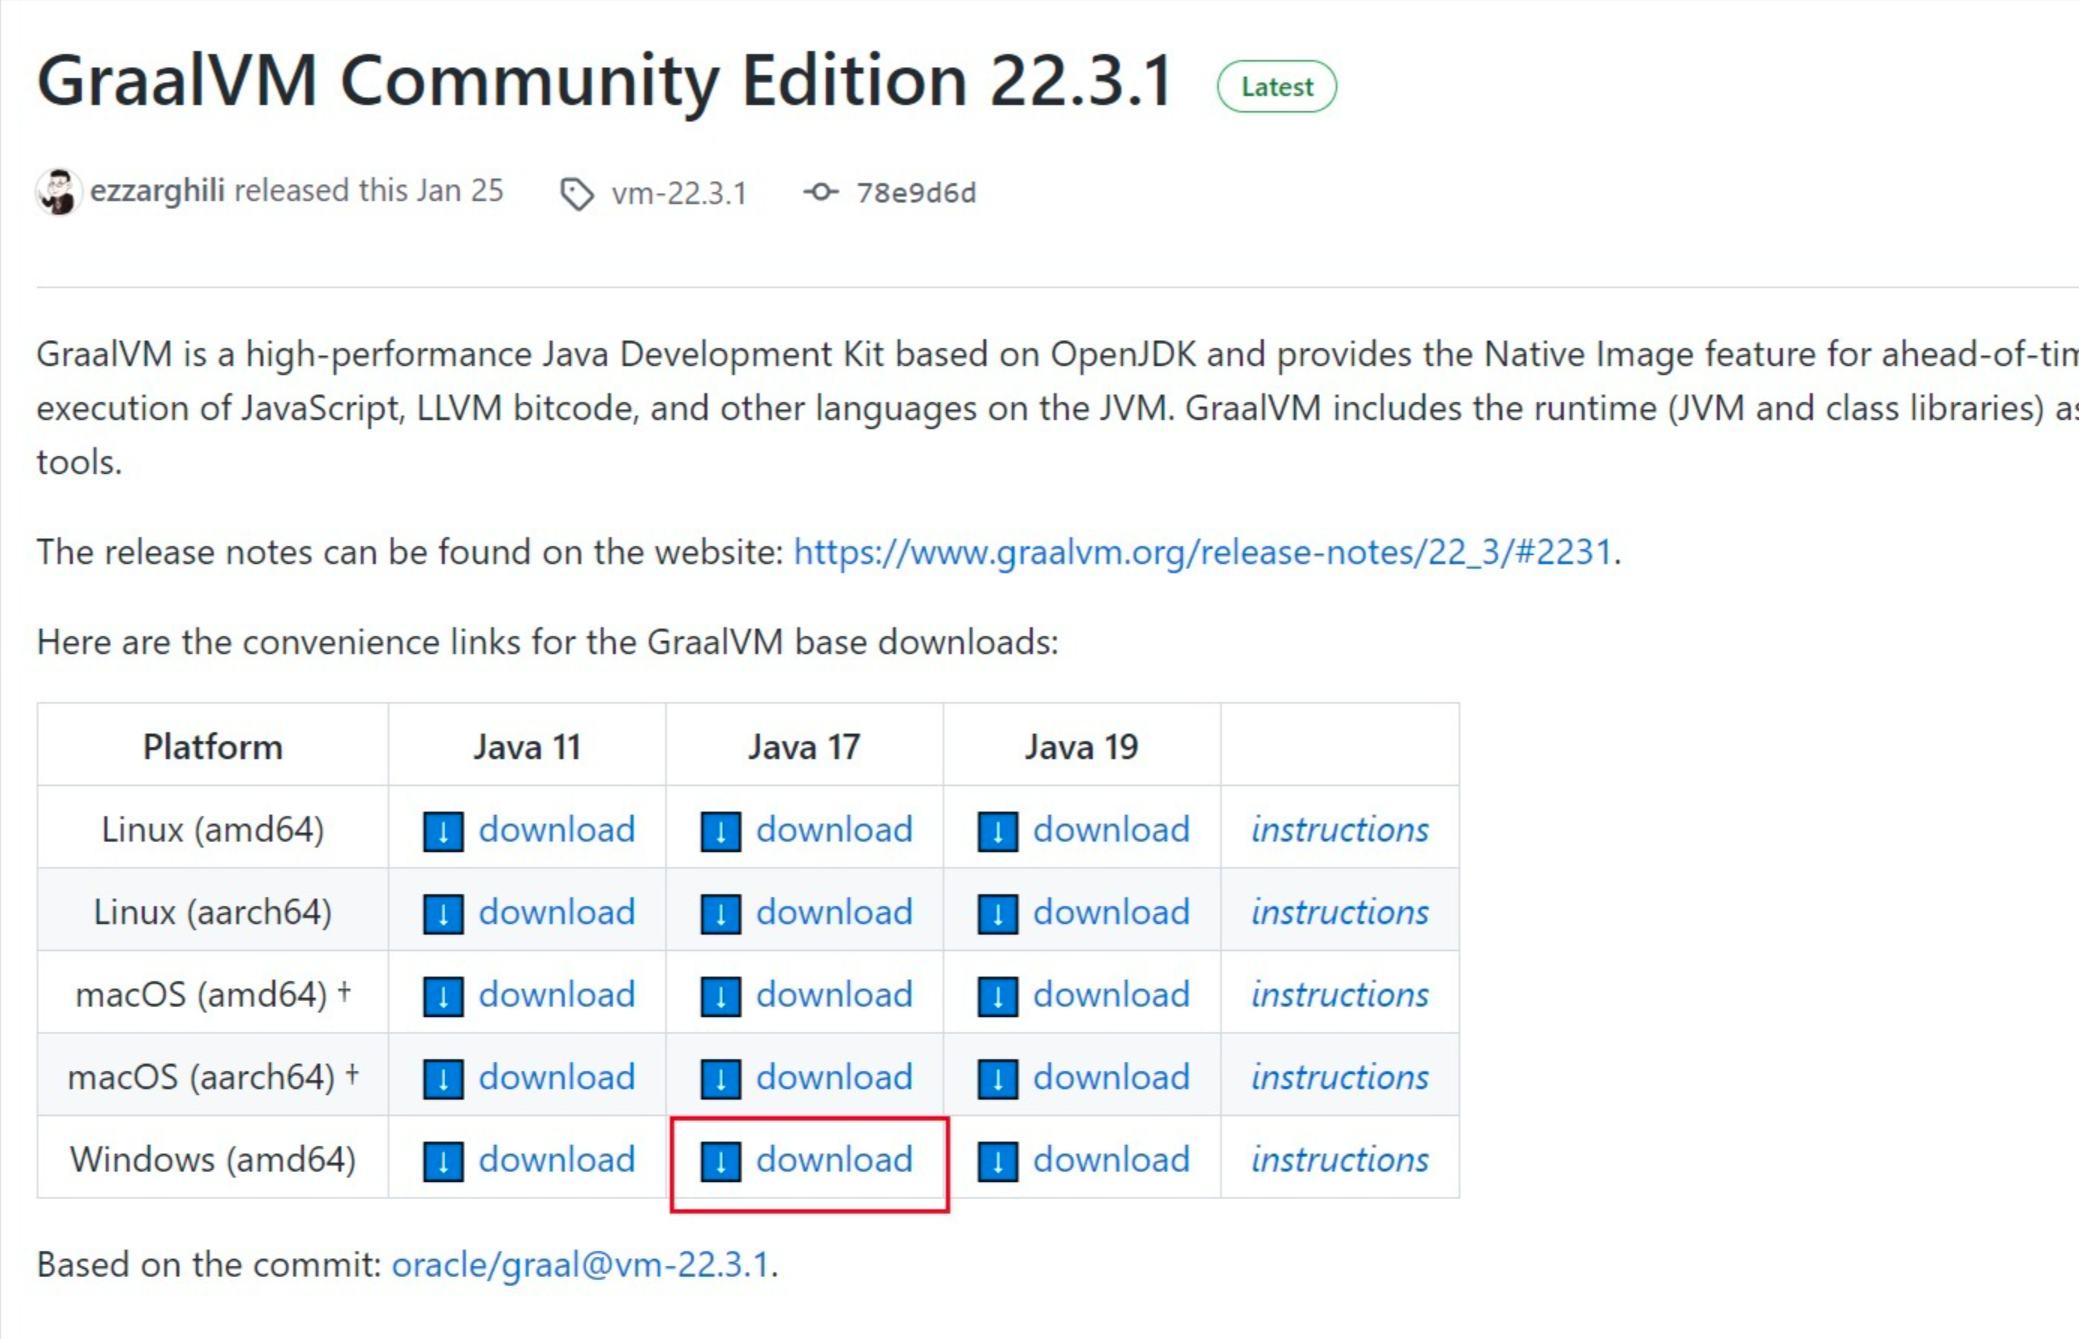 GraalVM Community Edition 22.3.1 Latest
ezzarghili released this Jan 25 vm-22.3.1 78e9d6d
GraalVM is a high-performance Java Development Kit based on OpenJDK and provides the Native Image feature for ahead-of-tim
execution of JavaScript, LLVM bitcode, and other languages on the JVM. GraalVM includes the runtime (JVM and class libraries) as
tools.
The release notes can be found on the website: https://www.graalvm.org/release-notes/22_3/#2231.
Here are the convenience links for the GraalVM base downloads:
Platform Java 11 Java 17 Java 19
Linux (amd64) ↓ download ↓ download ↓ download instructions
Linux (aarch64) ↓ download ↓ download ↓ download instructions
macOS (amd64) † ↓ download ↓ download ↓ download instructions
macOS (aarch64) † ↓ download ↓ download ↓ download instructions
Windows (amd64) ↓ download ↓ download ↓ download instructions
Based on the commit: oracle/graal@vm-22.3.1.